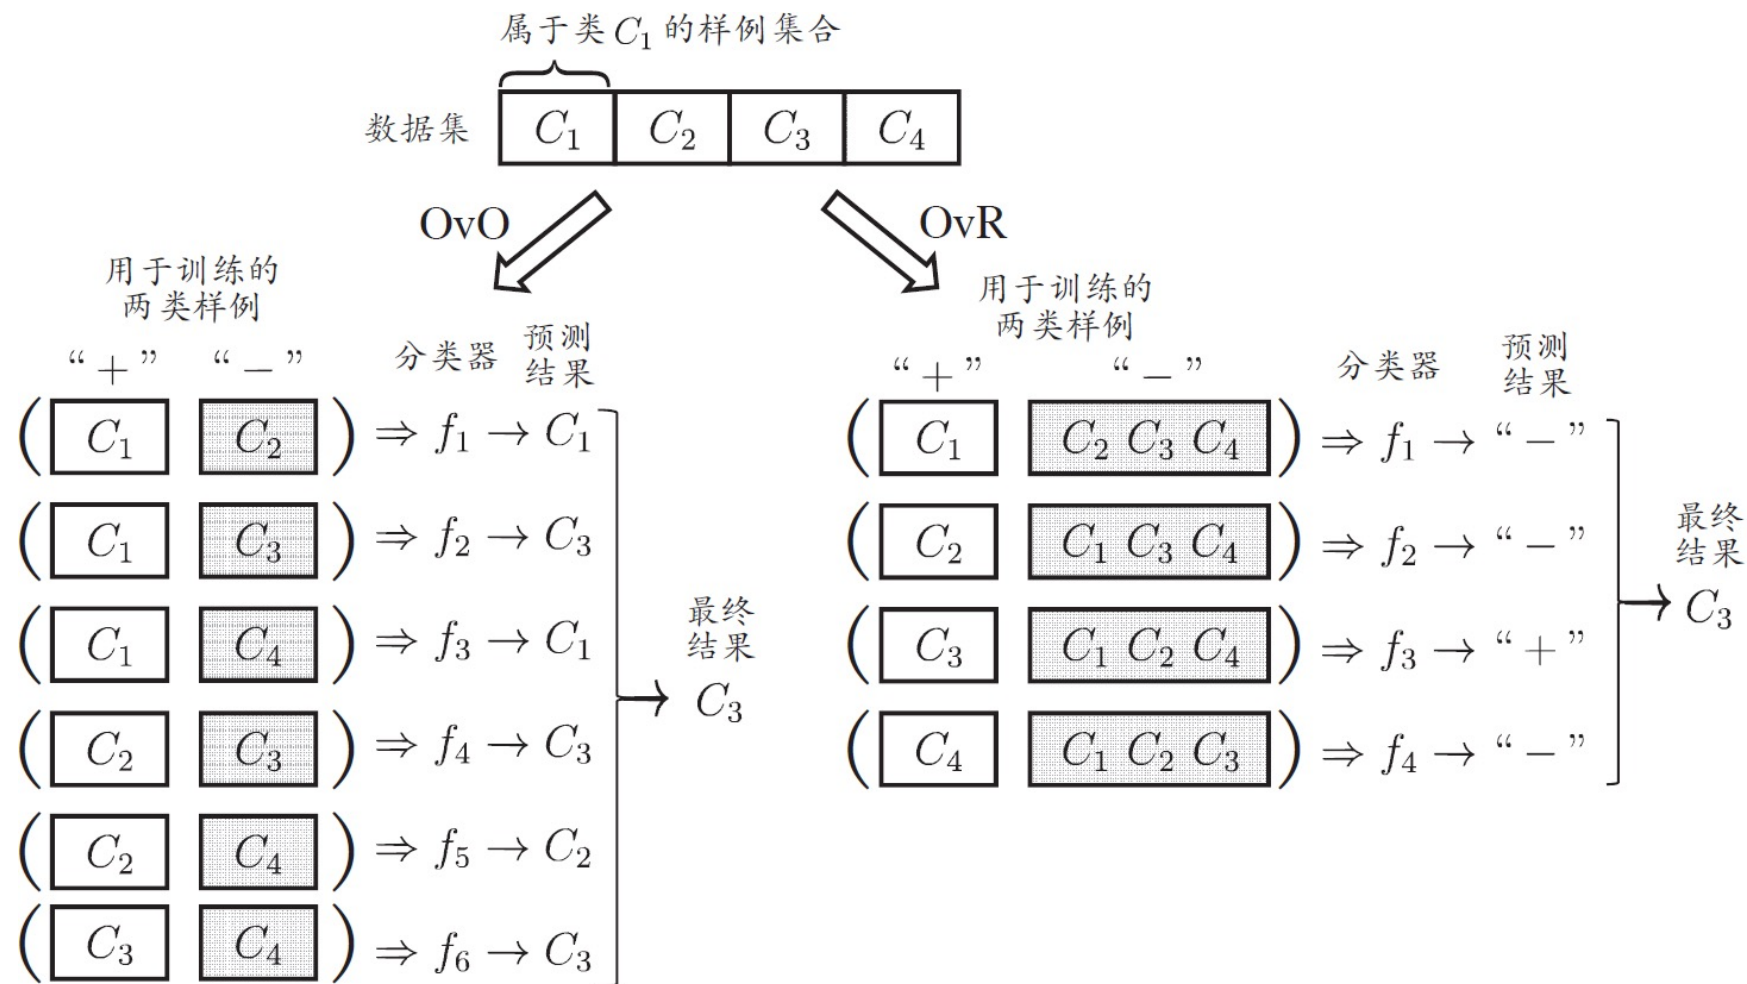 属于类 C₁ 的样例集合
数据集 C₁ C₂ C₃ C₄
OvO
OvR
用于训练的
两类样例
“+” “−”
分类器
预测
结果
( C₁ C₂ ) ⇒ f₁ → C₁
( C₁ C₃ ) ⇒ f₂ → C₃
( C₁ C₄ ) ⇒ f₃ → C₁
( C₂ C₃ ) ⇒ f₄ → C₃
( C₂ C₄ ) ⇒ f₅ → C₂
( C₃ C₄ ) ⇒ f₆ → C₃
最终
结果
C₃
用于训练的
两类样例
“+” “−”
分类器
预测
结果
( C₁ C₂ C₃ C₄ ) ⇒ f₁ → “−”
( C₂ C₁ C₃ C₄ ) ⇒ f₂ → “−”
( C₃ C₁ C₂ C₄ ) ⇒ f₃ → “+”
( C₄ C₁ C₂ C₃ ) ⇒ f₄ → “−”
最终
结果
C₃